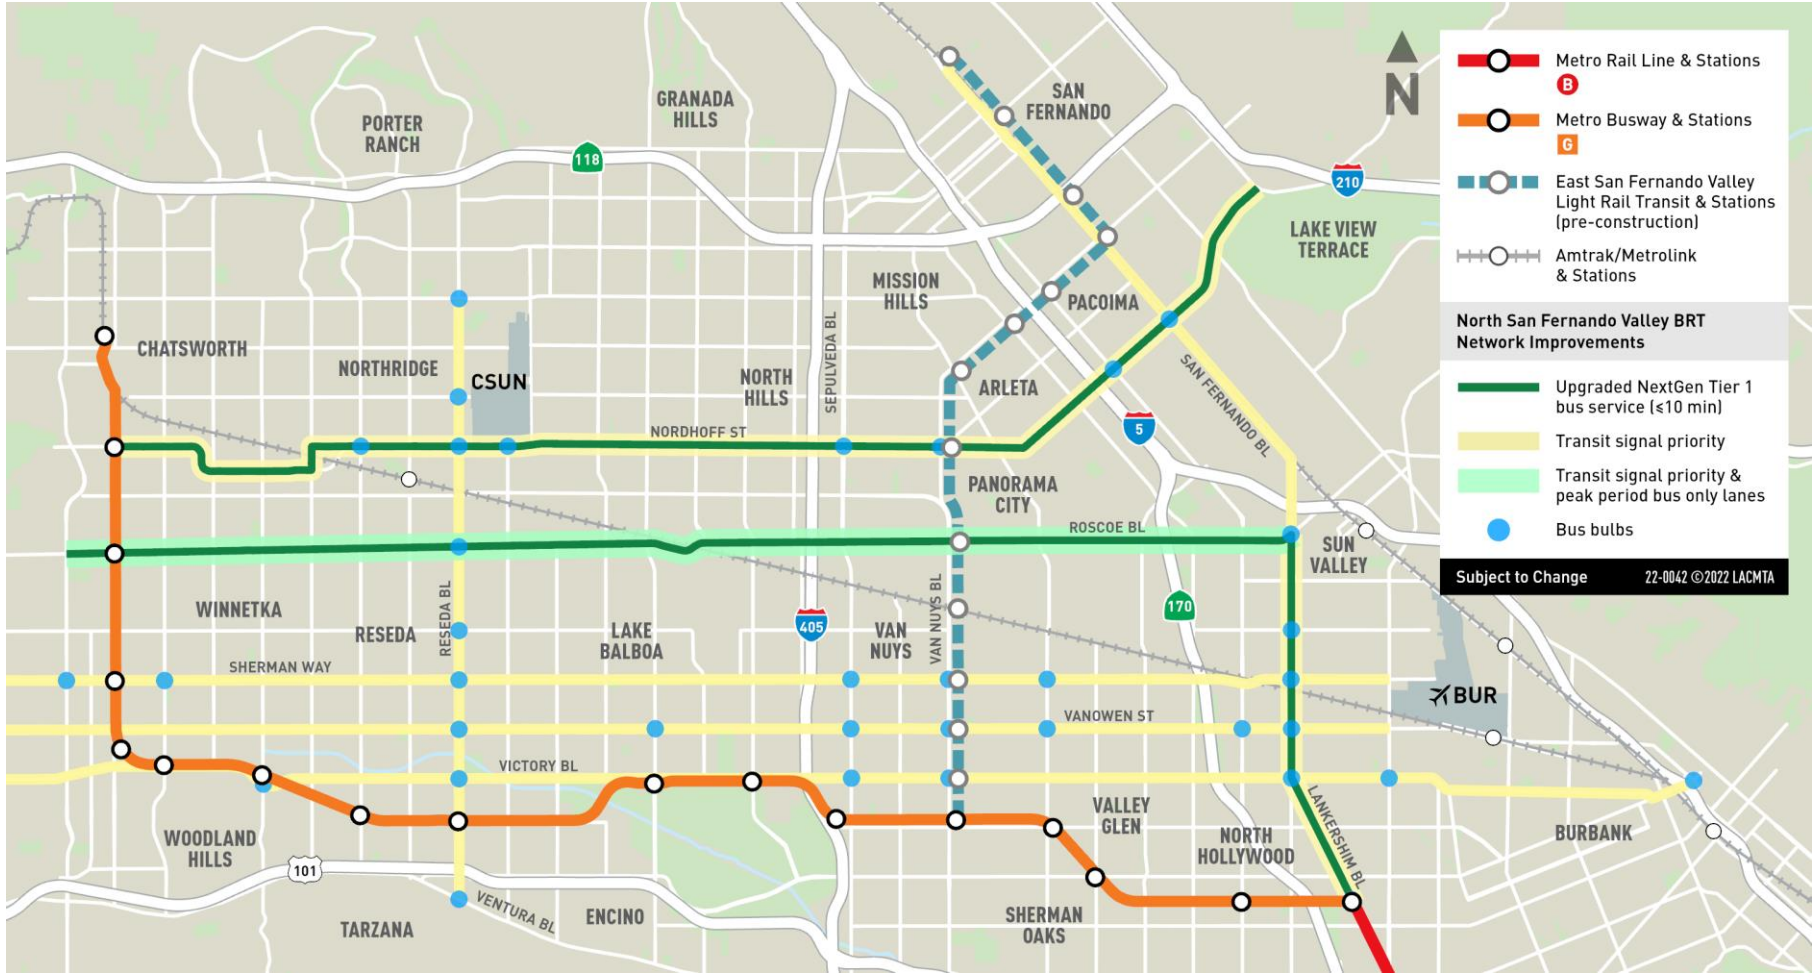 PORTER
RANCH
GRANADA
HILLS
SAN
FERNANDO
118
210
N
LAKE VIEW
TERRACE
MISSION
HILLS
PACOIMA
CHATSWORTH
NORTHRIDGE
CSUN
NORTH
HILLS
SEPULVEDA BL
ARLETA
SAN FERNANDO BL
5
NORDHOFF ST
PANORAMA
CITY
ROSCOE BL
SUN
VALLEY
WINNETKA
RESEDA
RESEDA BL
LAKE
BALBOA
405
VAN
NUYS
VAN NUYS BL
170
SHERMAN WAY
BUR
VANOWEN ST
VICTORY BL
WOODLAND
HILLS
VALLEY
GLEN
NORTH
HOLLYWOOD
LANKERSHIM BL
BURBANK
101
TARZANA
VENTURA BL
ENCINO
SHERMAN
OAKS
Metro Rail Line & Stations
B
Metro Busway & Stations
G
East San Fernando Valley
Light Rail Transit & Stations
(pre-construction)
Amtrak/Metrolink
& Stations
North San Fernando Valley BRT
Network Improvements
Upgraded NextGen Tier 1
bus service (≤10 min)
Transit signal priority
Transit signal priority &
peak period bus only lanes
Bus bulbs
Subject to Change 22-0042 ©2022 LACMTA